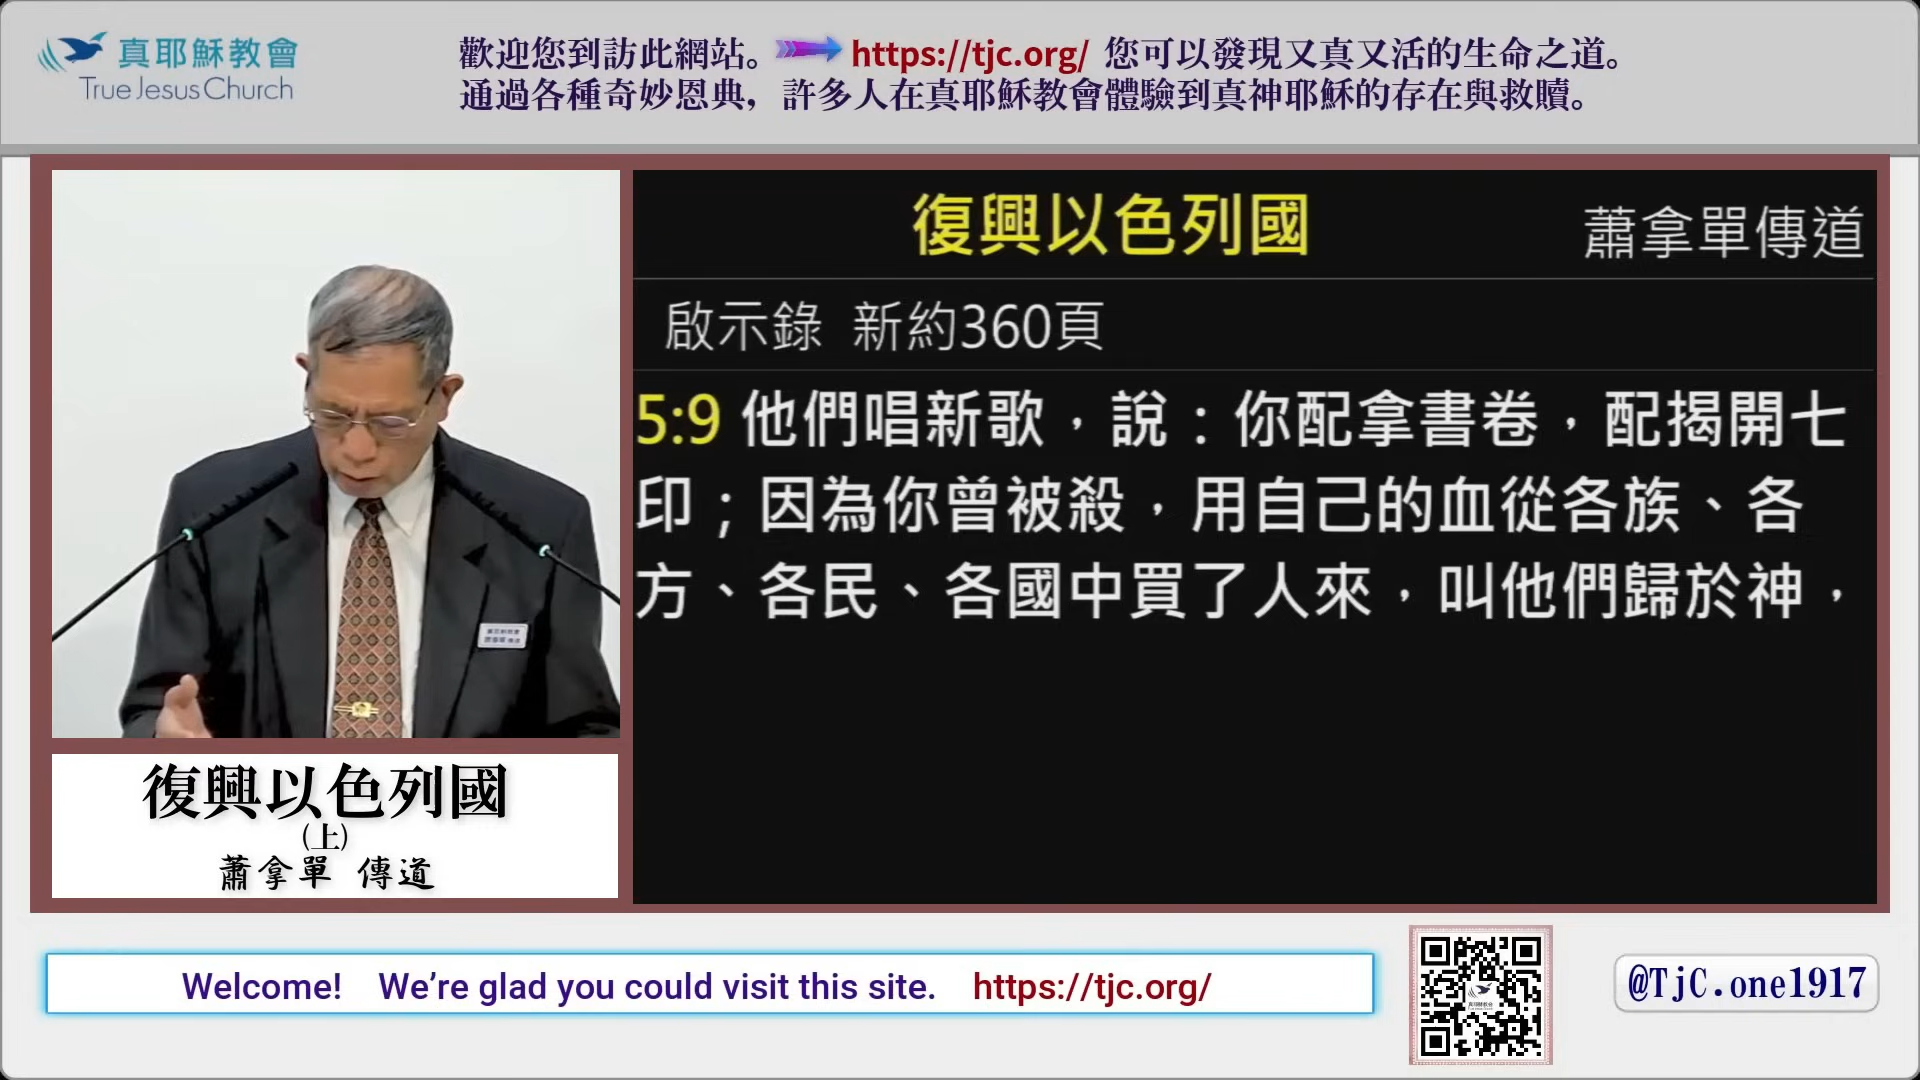 真耶穌教會
True Jesus Church
歡迎您到訪此網站。 https://tjc.org/ 您可以發現又真又活的生命之道。
通過各種奇妙恩典，許多人在真耶穌教會體驗到真神耶穌的存在與救贖。
復興以色列國
蕭拿單傳道
啟示錄 新約360頁
5:9 他們唱新歌，說：你配拿書卷，配揭開七
印；因為你曾被殺，用自己的血從各族、各
方、各民、各國中買了人來，叫他們歸於神，
復興以色列國
(上)
蕭拿單 傳道
Welcome! We’re glad you could visit this site. https://tjc.org/
@TjC.one1917